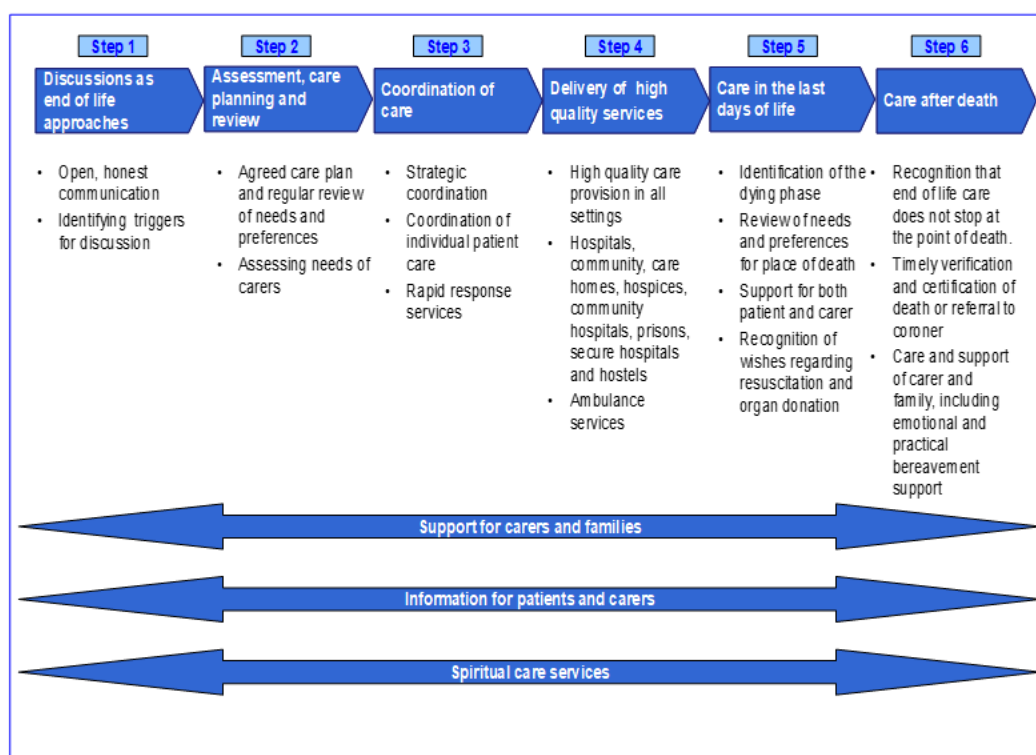 Step 1
Step 2
Step 3
Step 4
Step 5
Step 6
Discussions as
end of life
approaches
Assessment, care
planning and
review
Coordination of
care
Delivery of high
quality services
Care in the last
days of life
Care after death
• Open, honest
communication
• Identifying triggers
for discussion
• Agreed care plan
and regular review
of needs and
preferences
• Assessing needs of
carers
• Strategic
coordination
• Coordination of
individual patient
care
• Rapid response
services
• High quality care
provision in all
settings
• Hospitals,
community, care
homes, hospices,
community
hospitals, prisons,
secure hospitals
and hostels
• Ambulance
services
• Identification of the
dying phase
• Review of needs
and preferences
for place of death
• Support for both
patient and carer
• Recognition of
wishes regarding
resuscitation and
organ donation
• Recognition that
end of life care
does not stop at
the point of death.
• Timely verification
and certification of
death or referral to
coroner
• Care and support
of carer and
family, including
emotional and
practical
bereavement
support
Support for carers and families
Information for patients and carers
Spiritual care services